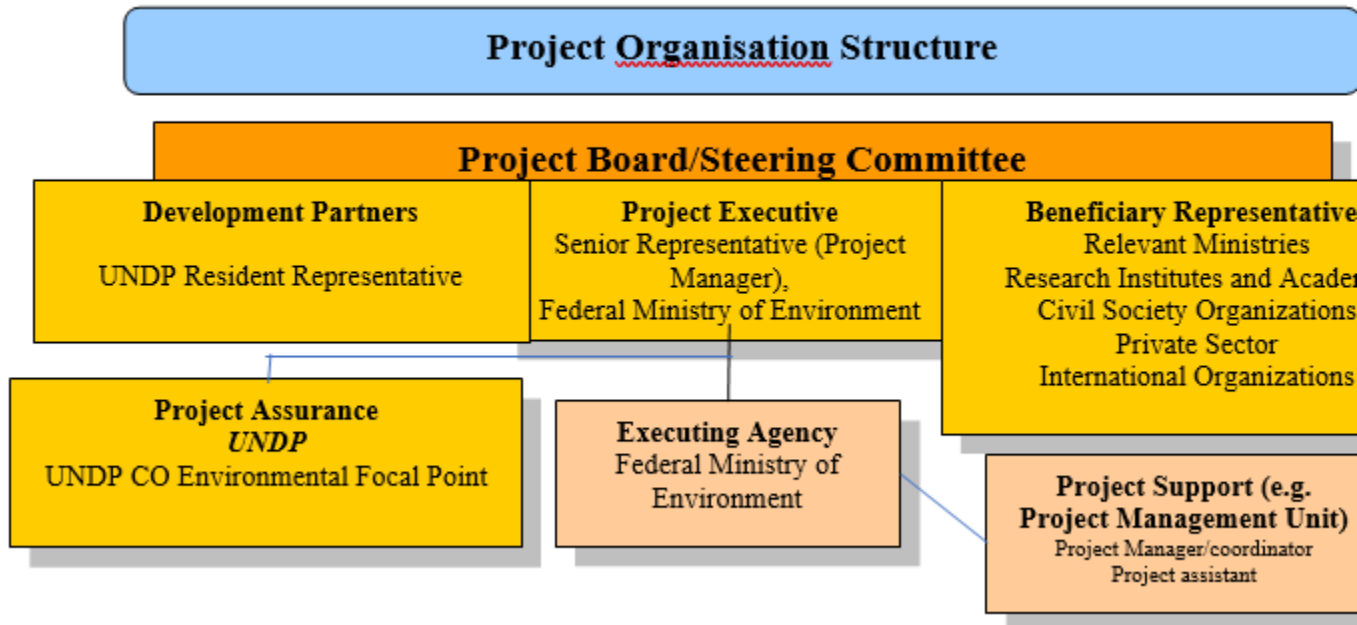 Project Organisation Structure
Project Board/Steering Committee
Development Partners
UNDP Resident Representative
Project Executive
Senior Representative (Project
Manager),
Federal Ministry of Environment
Beneficiary Representative
Relevant Ministries
Research Institutes and Academ
Civil Society Organizations
Private Sector
International Organizations
Project Assurance
UNDP
UNDP CO Environmental Focal Point
Executing Agency
Federal Ministry of
Environment
Project Support (e.g.
Project Management Unit)
Project Manager/coordinator
Project assistant